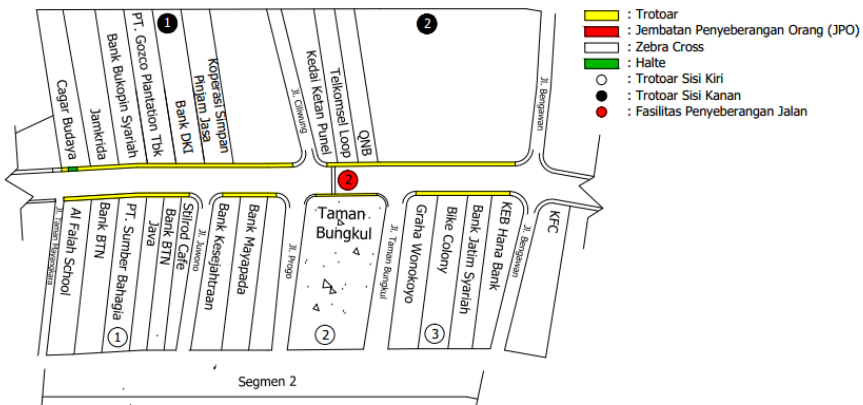 1
2
Cagar Budaya
Jamkrida
Bank Bukopin Syariah
PT. Gozco Plantation Tbk
Bank DKI
Koperasi Simpan
Pinjam Jasa
Jl. Ciliwung
Kedai Ketan Punel
Telkomsel Loop
QNB
Jl. Bengawan
: Trotoar
: Jembatan Penyeberangan Orang (JPO)
: Zebra Cross
: Halte
: Trotoar Sisi Kiri
: Trotoar Sisi Kanan
: Fasilitas Penyeberangan Jalan
2
Jl. Taman Mayangkara
Al Falah School
Bank BTN
PT. Sumber Bahagia
Java
Bank BTN
Stilrod Cafe
Jl. Juwono
Bank Kesejahtraan
Bank Mayapada
Jl. Progo
Taman
Bungkul
Jl. Taman Bungkul
Graha Wonokoyo
Bike Colony
Bank Jatim Syariah
KEB Hana Bank
Jl. Bengawan
KFC
1
2
3
Segmen 2